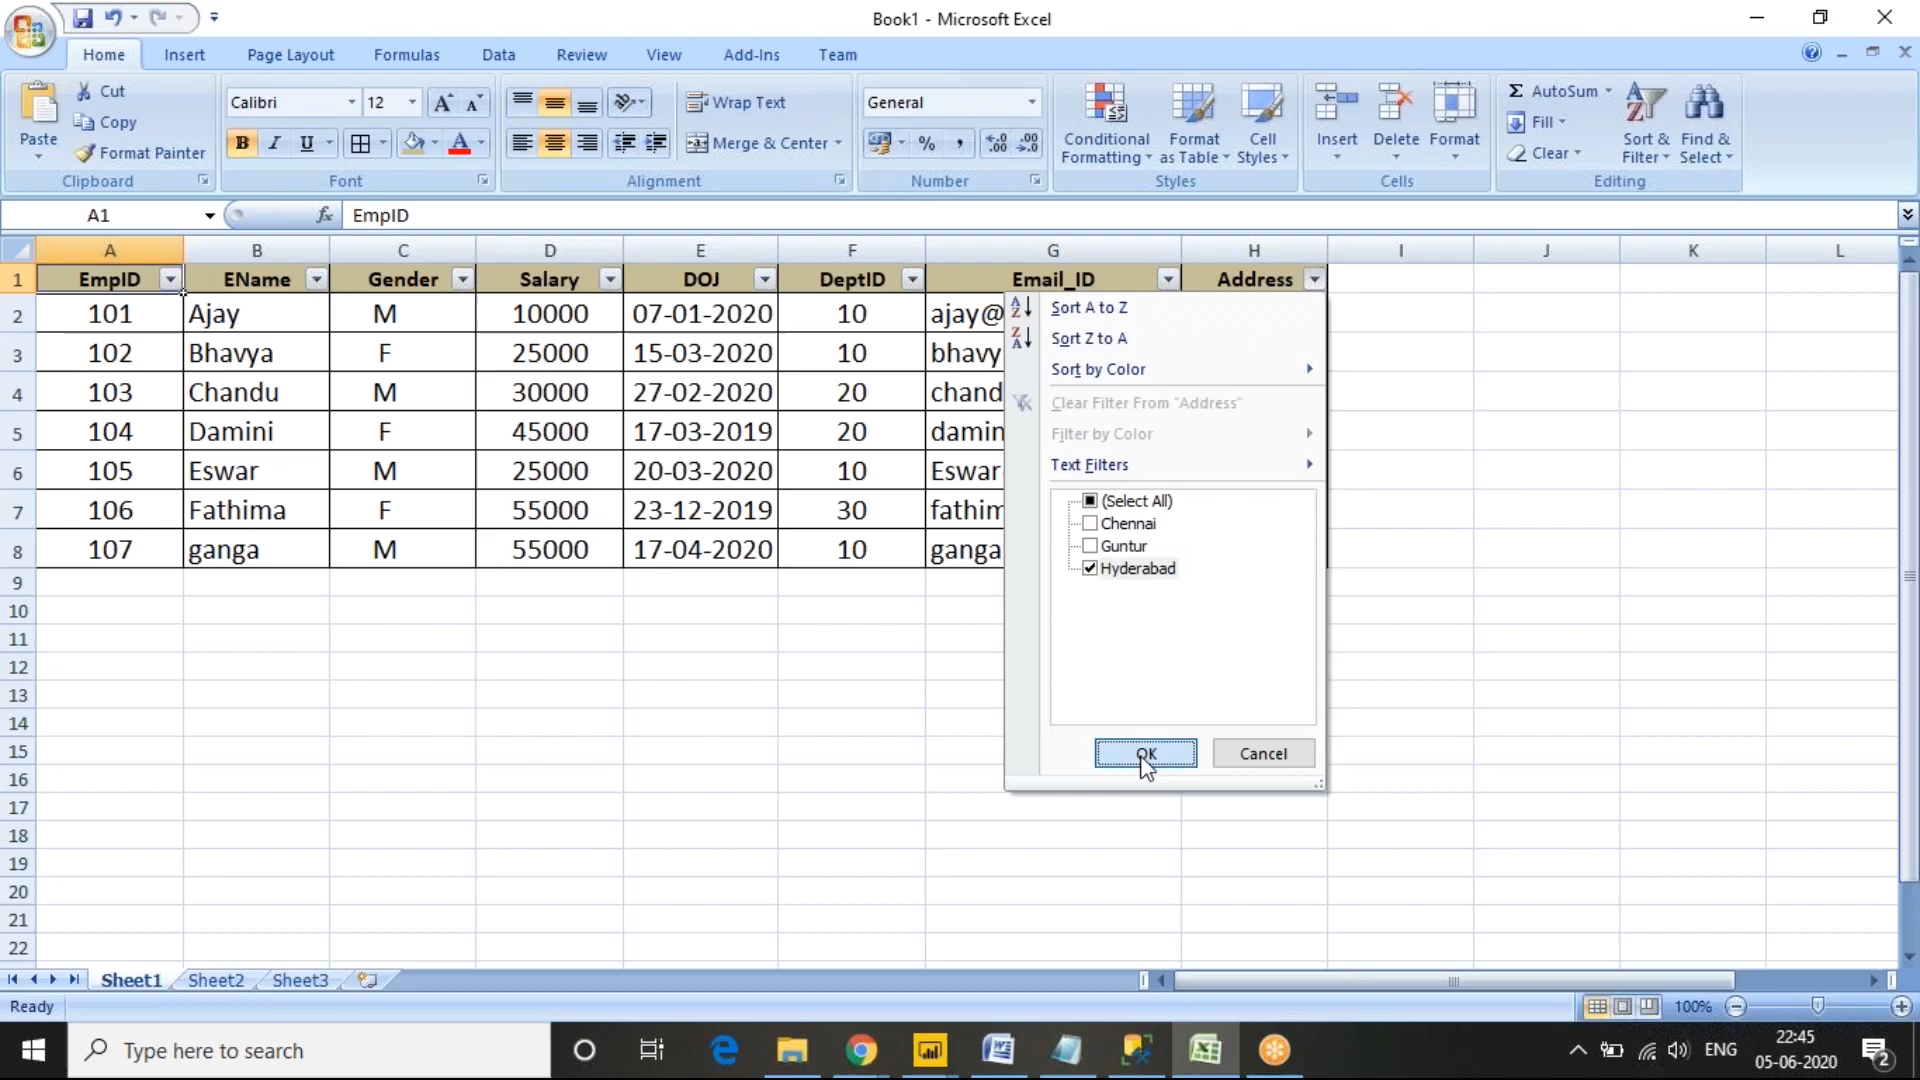 Book1 - Microsoft Excel
Home Insert Page Layout Formulas Data Review View Add-Ins Team
Paste
Cut
Copy
Format Painter
Clipboard
Calibri 12
B I U A
Font
Wrap Text
Merge & Center
Alignment
General
% ,
Number
Conditional Formatting
Format as Table
Cell Styles
Styles
Insert Delete Format
Cells
AutoSum
Fill
Clear
Sort & Filter
Find & Select
Editing
A1 fx EmpID
A B C D E F G H I J K L
1 EmpID EName Gender Salary DOJ DeptID Email_ID Address
2 101 Ajay M 10000 07-01-2020 10 ajay@
3 102 Bhavya F 25000 15-03-2020 10 bhavy
4 103 Chandu M 30000 27-02-2020 20 chand
5 104 Damini F 45000 17-03-2019 20 damin
6 105 Eswar M 25000 20-03-2020 10 Eswar
7 106 Fathima F 55000 23-12-2019 30 fathim
8 107 ganga M 55000 17-04-2020 10 ganga
9
10
11
12
13
14
15
16
17
18
19
20
21
22
Sort A to Z
Sort Z to A
Sort by Color
Clear Filter From "Address"
Filter by Color
Text Filters
(Select All)
Chennai
Guntur
Hyderabad
OK Cancel
Sheet1 Sheet2 Sheet3
Ready 100%
Type here to search
ENG
22:45
05-06-2020
2